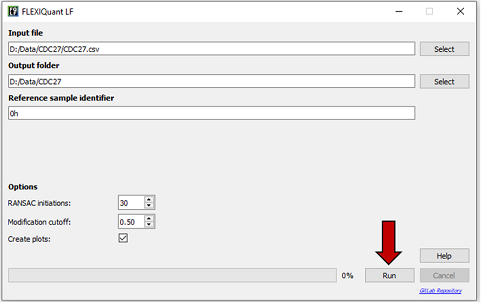 FLEXIQuant LF
Input file
D:/Data/CDC27/CDC27.csv
Select
Output folder
D:/Data/CDC27
Select
Reference sample identifier
0h
Options
RANSAC initiations:
30
Modification cutoff:
0.50
Create plots:
Help
0%
Run
Cancel
GitLab Repository